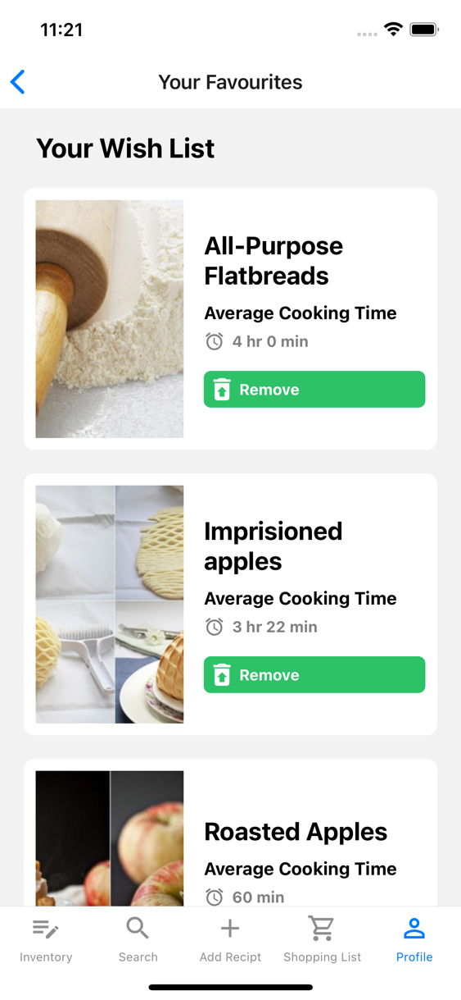 11:21
Your Favourites
Your Wish List
All-Purpose
Flatbreads
Average Cooking Time
4 hr 0 min
Remove
Imprisioned
apples
Average Cooking Time
3 hr 22 min
Remove
Roasted Apples
Average Cooking Time
60 min
Inventory
Search
Add Recipt
Shopping List
Profile